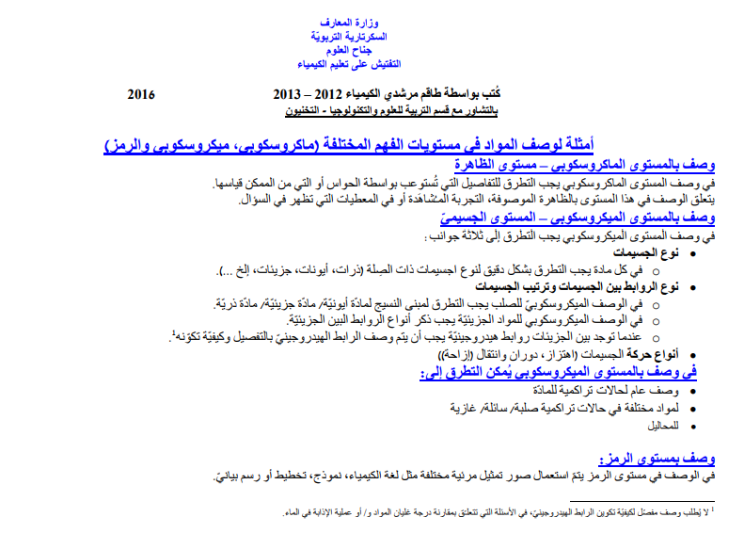 وزارة المعارف
السكرتارية التربويّة
جناح العلوم
التفتيش على تعليم الكيمياء
كُتب بواسطة طاقم مرشدي الكيمياء 2012 – 2013 2016
بالتشاور مع قسم التربية للعلوم والتكنولوجيا - التخنيون
أمثلة لوصف المواد في مستويات الفهم المختلفة (ماكروسكوبي، ميكروسكوبي والرمز)
وصف بالمستوى الماكروسكوبي – مستوى الظاهرة
في وصف المستوى الماكروسكوبي يجب التطرق للتفاصيل التي تُستوعب بواسطة الحواس أو التي من الممكن قياسها.
يتعلق الوصف في هذا المستوى بالظاهرة الموصوفة، التجربة المشاهَدة أو في المعطيات التي تظهر في السؤال.
وصف بالمستوى الميكروسكوبي – المستوى الجسيميّ
في وصف المستوى الميكروسكوبي يجب التطرق إلى ثلاثة جوانب:
• نوع الجسيمات
o في كل مادة يجب التطرق بشكل دقيق لنوع اجسيمات ذات الصِلة (ذرات، أيونات، جزيئات، إلخ ...).
• نوع الروابط بين الجسيمات وترتيب الجسيمات
o في الوصف الميكروسكوبيّ للصلب يجب التطرق لمبنى النسيج لمادّة أيونيّة/ مادّة جزيئيّة/ مادّة ذريّة.
o في الوصف الميكروسكوبي للمواد الجزيئيّة يجب ذكر أنواع الروابط البين الجزيئيّة.
o عندما توجد بين الجزيئات روابط هيدروجينيّة يجب أن يتم وصف الرابط الهيدروجينيّ بالتفصيل وكيفيّة تكوّنه¹.
• أنواع حركة الجسيمات (اهتزاز، دوران وانتقال (إزاحة))
في وصف بالمستوى الميكروسكوبي يُمكن التطرق إلى:
• وصف عام لحالات تراكمية للمادّة
• لمواد مختلفة في حالات تراكمية صلبة/ سائلة/ غازية
• للمحاليل
وصف بمستوى الرمز:
في الوصف في مستوى الرمز يتمّ استعمال صور تمثيل مرئية مختلفة مثل لغة الكيمياء، نموذج، تخطيط أو رسم بيانيّ.
¹ لا يُطلب وصف مفصّل لكيفيّة تكوين الرابط الهيدروجينيّ، في الأسئلة التي تتعلق بمقارنة درجة غليان المواد و/ أو عملية الإذابة في الماء.